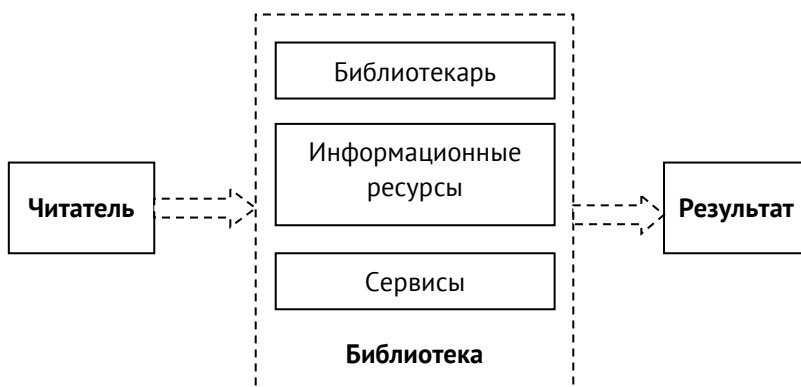 Читатель
Библиотекарь
Информационные
ресурсы
Сервисы
Библиотека
Результат